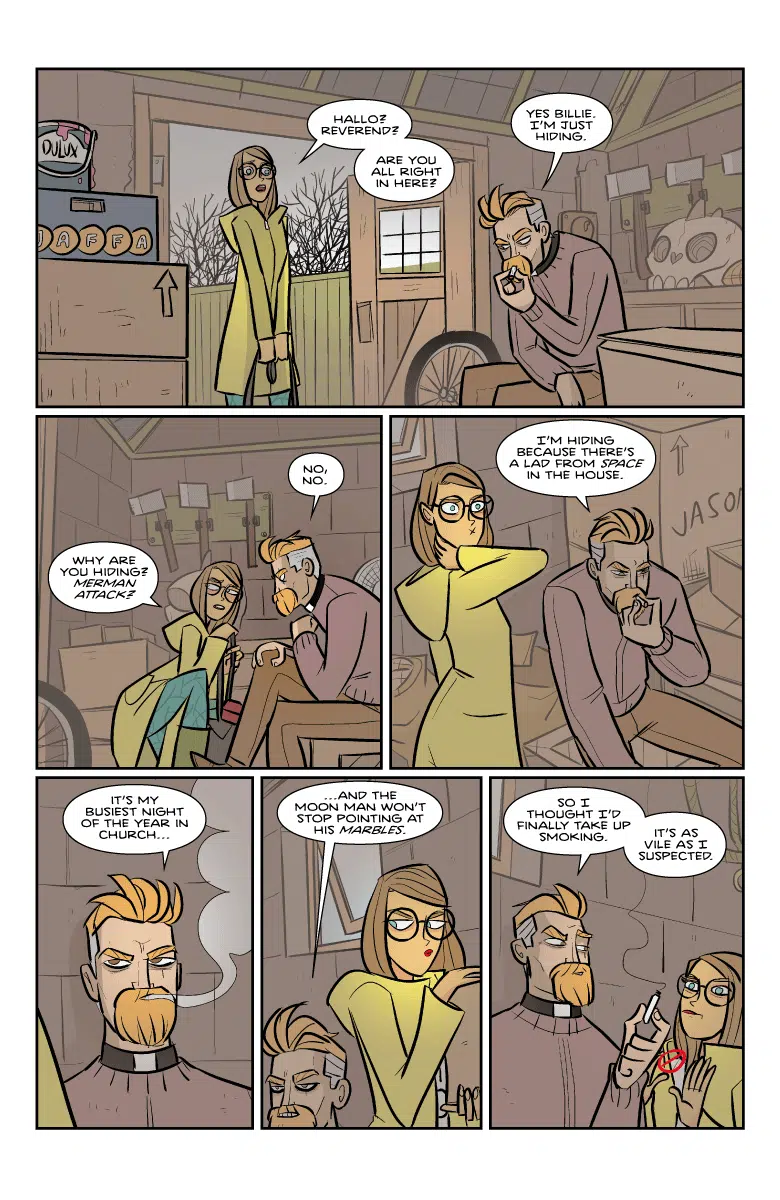 HALLO?
REVEREND?
ARE YOU
ALL RIGHT
IN HERE?
YES BILLIE.
I'M JUST
HIDING.
DULUX
JAFFA
WHY ARE
YOU HIDING?
MERMAN
ATTACK?
NO,
NO.
I'M HIDING
BECAUSE THERE'S
A LAD FROM SPACE
IN THE HOUSE.
JASON
IT'S MY
BUSIEST NIGHT
OF THE YEAR IN
CHURCH...
...AND THE
MOON MAN WON'T
STOP POINTING AT
HIS MARBLES.
SO I
THOUGHT I'D
FINALLY TAKE UP
SMOKING.
IT'S AS
VILE AS I
SUSPECTED.